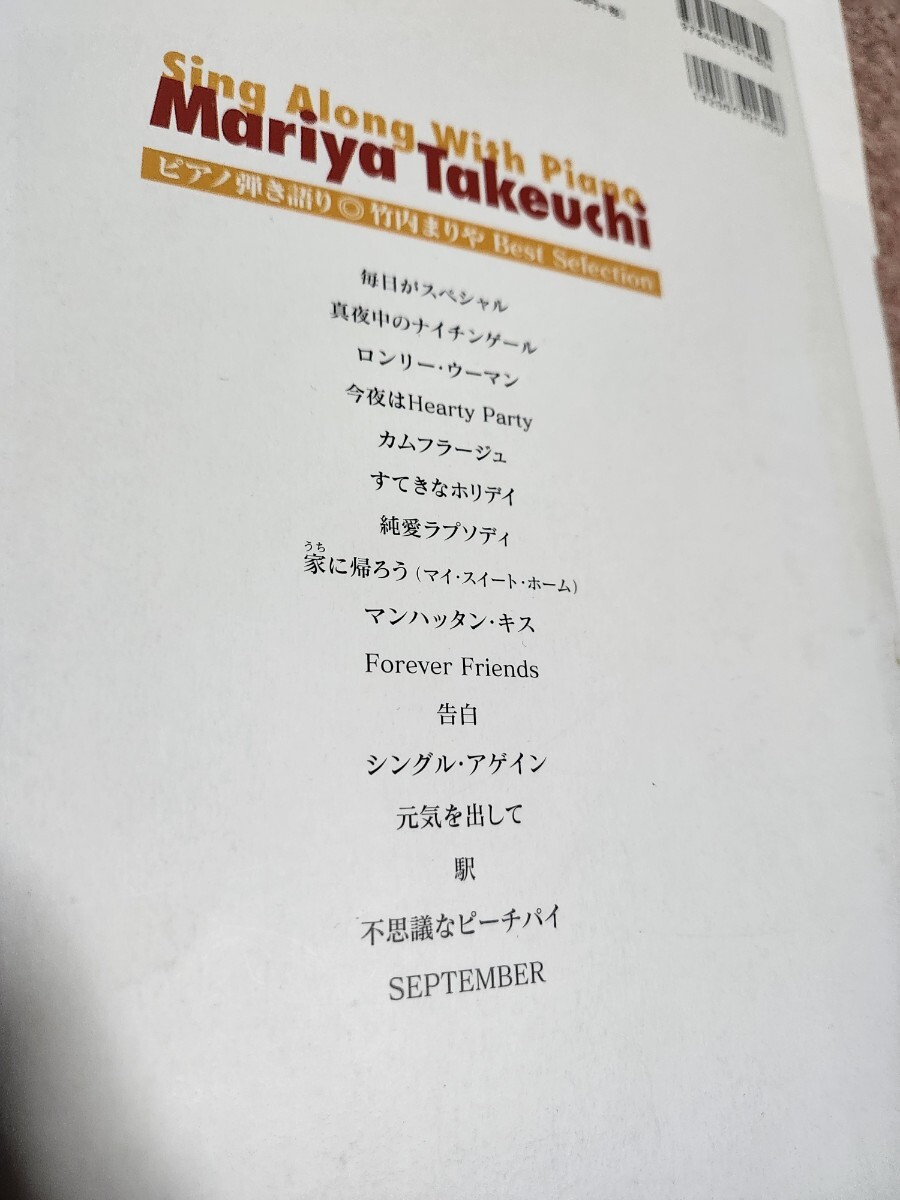 Sing Along With Piano
Mariya Takeuchi
ピアノ弾き語り◎竹内まりや Best Selection
毎日がスペシャル
真夜中のナイチンゲール
ロンリー・ウーマン
今夜はHearty Party
カムフラージュ
すてきなホリデイ
純愛ラプソディ
うち
家に帰ろう (マイ・スイート・ホーム)
マンハッタン・キス
Forever Friends
告白
シングル・アゲイン
元気を出して
駅
不思議なピーチパイ
SEPTEMBER